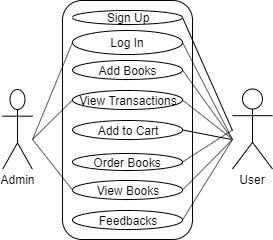 Sign Up
Log In
Add Books
View Transactions
Add to Cart
Order Books
View Books
Feedbacks
Admin
User